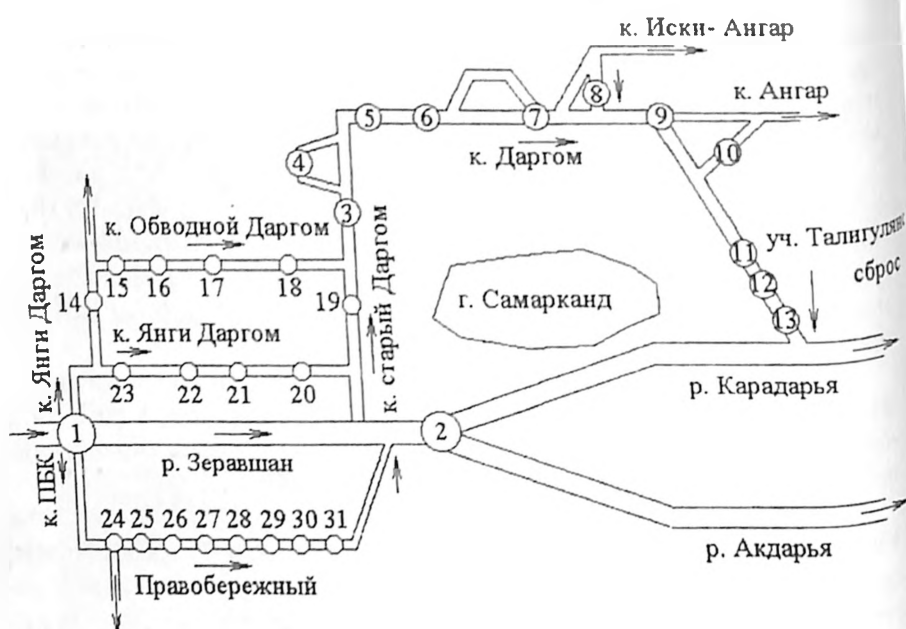 к. Иски- Ангар
8
5
6
7
9
к. Ангар
к. Даргом
10
4
3
к. Обводной Даргом
15
16
17
18
14
19
к. Янги Даргом
к. старый Даргом
к. Янги Даргом
23
22
21
20
г. Самарканд
11
12
13
уч. Талигулянс
сброс
р. Карадарья
1
2
р. Зеравшан
к. ПБК
24 25 26 27 28 29 30 31
Правобережный
р. Акдарья